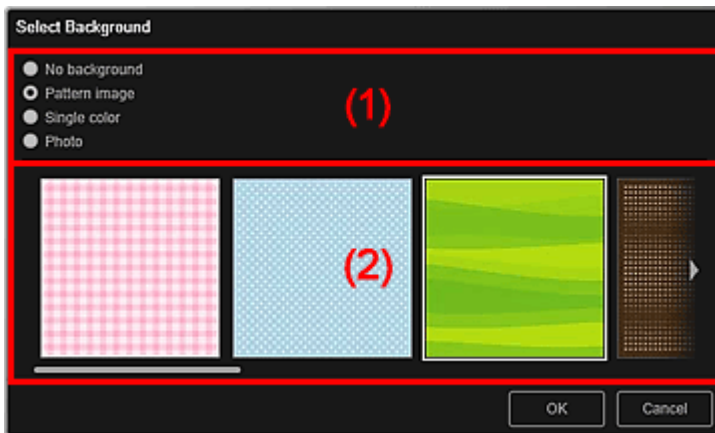 Select Background
No background
Pattern image
Single color
Photo
(1)
(2)
OK
Cancel